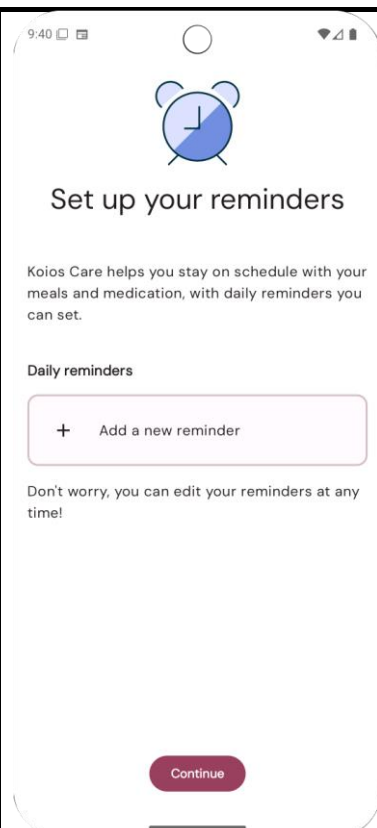 9:40
Set up your reminders
Koios Care helps you stay on schedule with your
meals and medication, with daily reminders you
can set.
Daily reminders
+ Add a new reminder
Don't worry, you can edit your reminders at any
time!
Continue